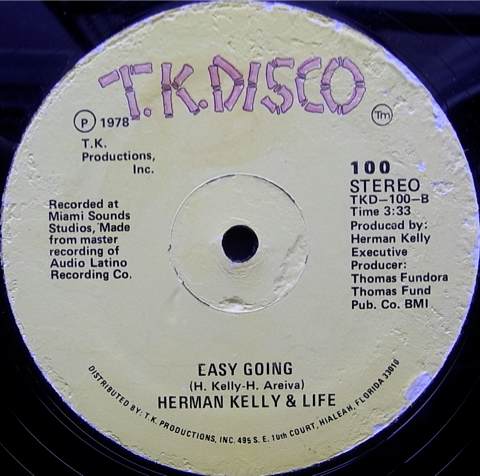 T.K.DISCO
Ⓟ 1978
T.K.
Productions,
Inc.
Tm
100
STEREO
TKD-100-B
Time 3:33
Produced by:
Herman Kelly
Executive
Producer:
Thomas Fundora
Thomas Fund
Pub. Co. BMI
Recorded at
Miami Sounds
Studios, Made
from master
recording of
Audio Latino
Recording Co.
EASY GOING
(H. Kelly-H. Areiva)
HERMAN KELLY & LIFE
DISTRIBUTED BY: T.K. PRODUCTIONS, INC. 495 S.E. 10th COURT, HIALEAH, FLORIDA 33010